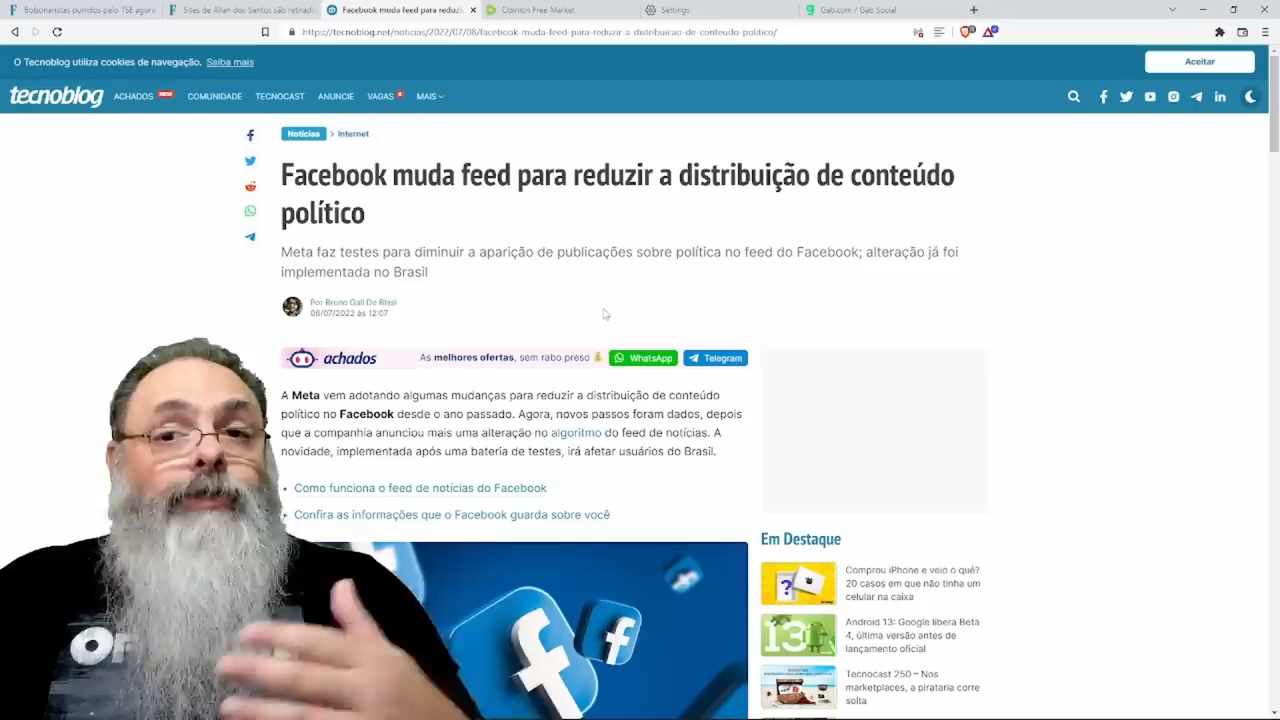 Bolsonaristas punidos pelo TSE agora
Sites de Allan dos Santos são retirado
Facebook muda feed para reduzi
Opinion Free Market
Settings
Gab.com / Gab Social
https://tecnoblog.net/noticias/2022/07/08/facebook-muda-feed-para-reduzir-a-distribuicao-de-conteudo-politico/
O Tecnoblog utiliza cookies de navegação. Saiba mais
Aceitar
tecnoblog ACHADOS NEW COMUNIDADE TECNOCAST ANUNCIE VAGAS MAIS
Notícias > Internet
Facebook muda feed para reduzir a distribuição de conteúdo
político
Meta faz testes para diminuir a aparição de publicações sobre política no feed do Facebook; alteração já foi
implementada no Brasil
Por Bruno Gall De Blasi
08/07/2022 às 12:07
achados As melhores ofertas, sem rabo preso WhatsApp Telegram
A Meta vem adotando algumas mudanças para reduzir a distribuição de conteúdo
político no Facebook desde o ano passado. Agora, novos passos foram dados, depois
que a companhia anunciou mais uma alteração no algoritmo do feed de notícias. A
novidade, implementada após uma bateria de testes, irá afetar usuários do Brasil.
• Como funciona o feed de notícias do Facebook
• Confira as informações que o Facebook guarda sobre você
Em Destaque
Comprou iPhone e veio o quê?
20 casos em que não tinha um
celular na caixa
Android 13: Google libera Beta
4, última versão antes de
lançamento oficial
Tecnocast 250 – Nos
marketplaces, a pirataria corre
solta